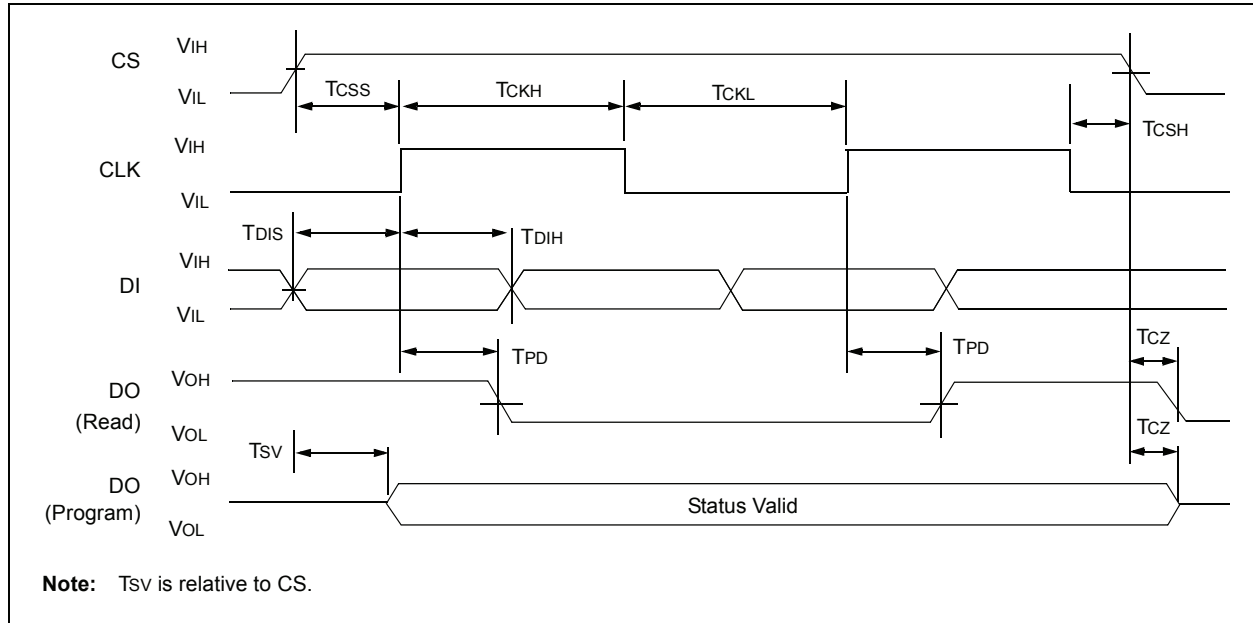 CS
VIH
VIL
TCSS
TCKH
TCKL
TCSH
CLK
VIH
VIL
TDIS
TDIH
DI
VIH
VIL
TPD
TPD
TCZ
DO
(Read)
VOH
VOL
TCZ
TSV
DO
(Program)
VOH
VOL
Status Valid
Note: TSV is relative to CS.